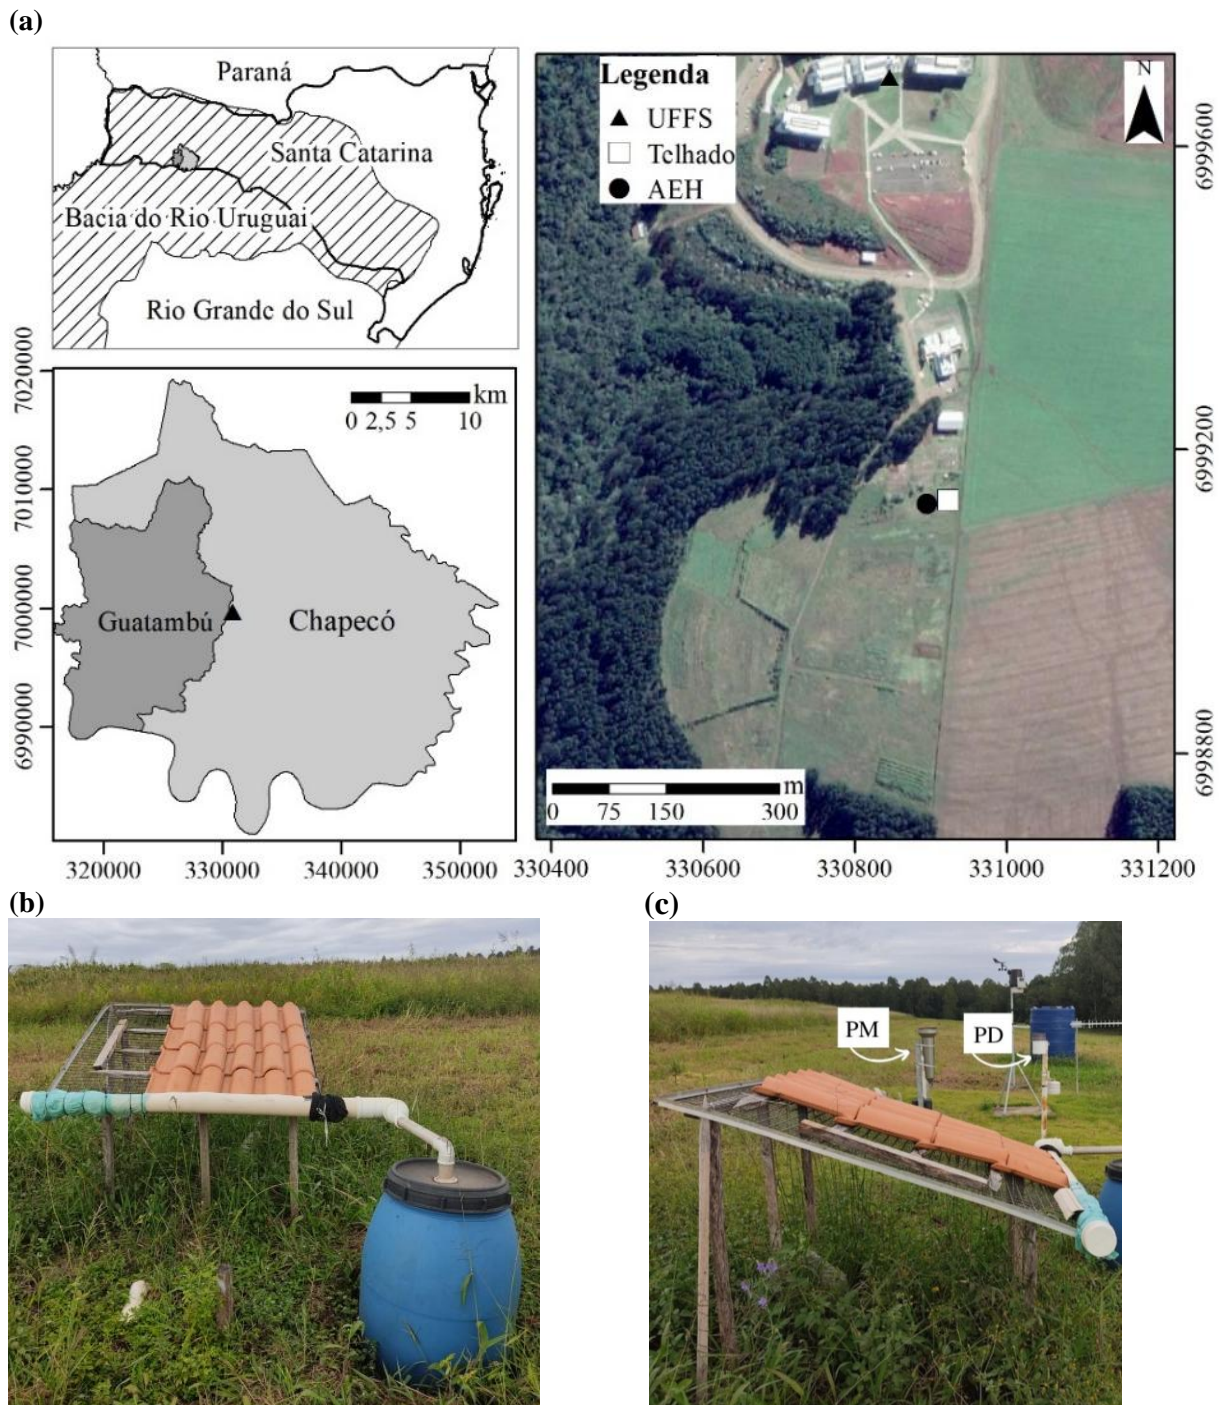 (a)
Paraná
Santa Catarina
Bacia do Rio Uruguai
Rio Grande do Sul
Legenda
UFFS
Telhado
AEH
N
6999600
6999200
6998800
m
0 75 150 300
330400 330600 330800 331000 331200
7020000
7010000
7000000
6990000
km
0 2,5 5 10
Guatambú
Chapecó
320000 330000 340000 350000
(b)
(c)
PM
PD